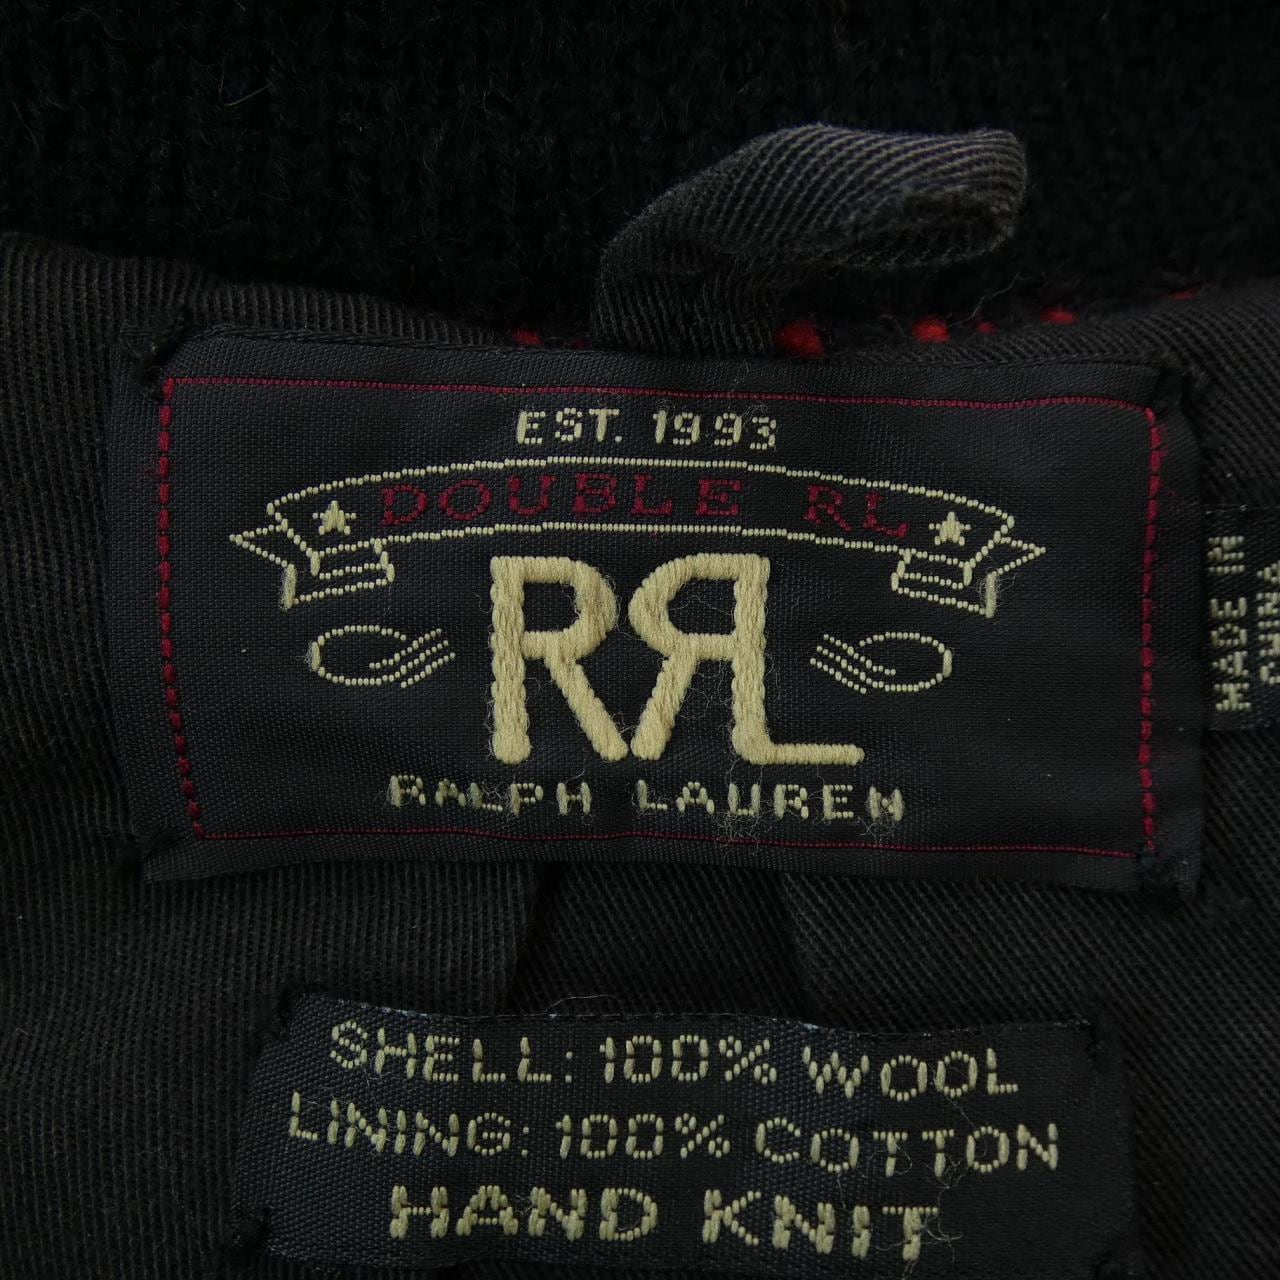 EST. 1993
DOUBLE RL
RRL
RALPH LAUREN
MADE IN
CHINA
SHELL: 100% WOOL
LINING: 100% COTTON
HAND KNIT